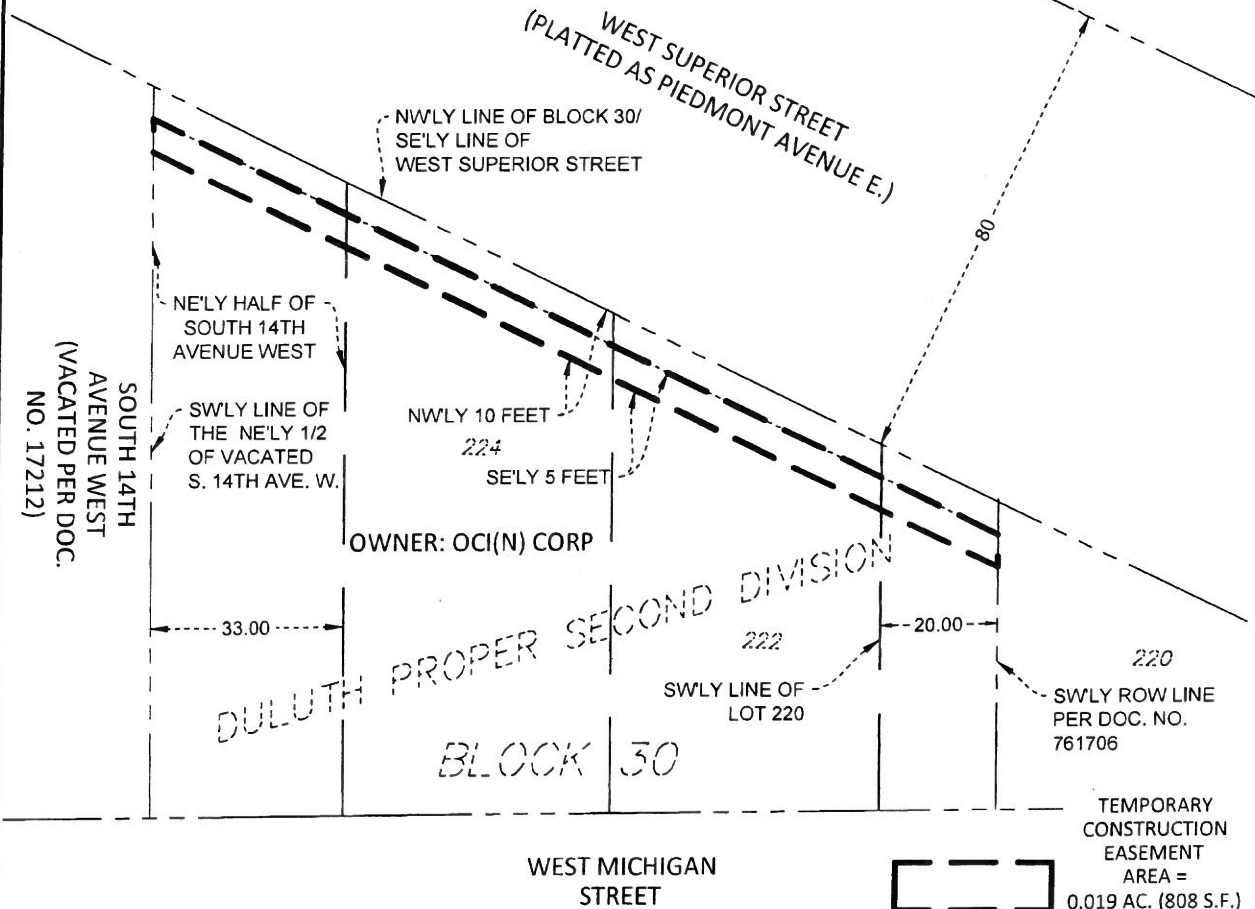 WEST SUPERIOR STREET
(PLATTED AS PIEDMONT AVENUE E.)
NW'LY LINE OF BLOCK 30/
SE'LY LINE OF
WEST SUPERIOR STREET
80
NE'LY HALF OF
SOUTH 14TH
AVENUE WEST
SOUTH 14TH
AVENUE WEST
(VACATED PER DOC.
NO. 17212)
SW'LY LINE OF
THE NE'LY 1/2
OF VACATED
S. 14TH AVE. W.
NW'LY 10 FEET
224
SE'LY 5 FEET
OWNER: OCI(N) CORP
DULUTH PROPER SECOND DIVISION
33.00
222
20.00
220
SW'LY LINE OF
LOT 220
SW'LY ROW LINE
PER DOC. NO.
761706
BLOCK 30
WEST MICHIGAN
STREET
TEMPORARY
CONSTRUCTION
EASEMENT
AREA =
0.019 AC. (808 S.F.)